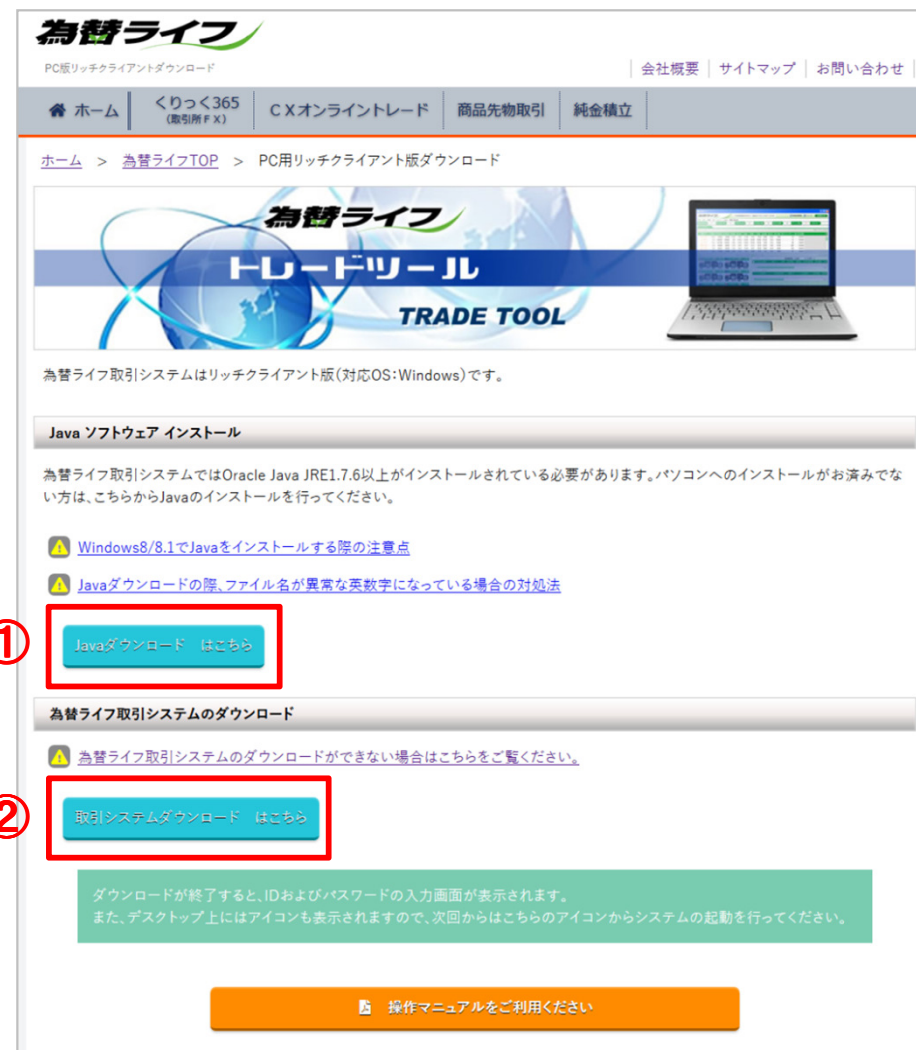 為替ライフ
PC版リッチクライアントダウンロード
会社概要 | サイトマップ | お問い合わせ |
ホーム
くりっく365
(取引所FX)
CXオンライントレード
商品先物取引
純金積立
ホーム > 為替ライフTOP > PC用リッチクライアント版ダウンロード
為替ライフ
トレードツール
TRADE TOOL
為替ライフ取引システムはリッチクライアント版(対応OS:Windows)です。
Java ソフトウェア インストール
為替ライフ取引システムではOracle Java JRE1.7.6以上がインストールされている必要があります。パソコンへのインストールがお済みでな
い方は、こちらからJavaのインストールを行ってください。
Windows8/8.1でJavaをインストールする際の注意点
Javaダウンロードの際、ファイル名が異常な英数字になっている場合の対処法
①
Javaダウンロード はこちら
為替ライフ取引システムのダウンロード
為替ライフ取引システムのダウンロードができない場合はこちらをご覧ください。
②
取引システムダウンロード はこちら
ダウンロードが終了すると、IDおよびパスワードの入力画面が表示されます。
また、デスクトップ上にはアイコンも表示されますので、次回からはこちらのアイコンからシステムの起動を行ってください。
操作マニュアルをご利用ください